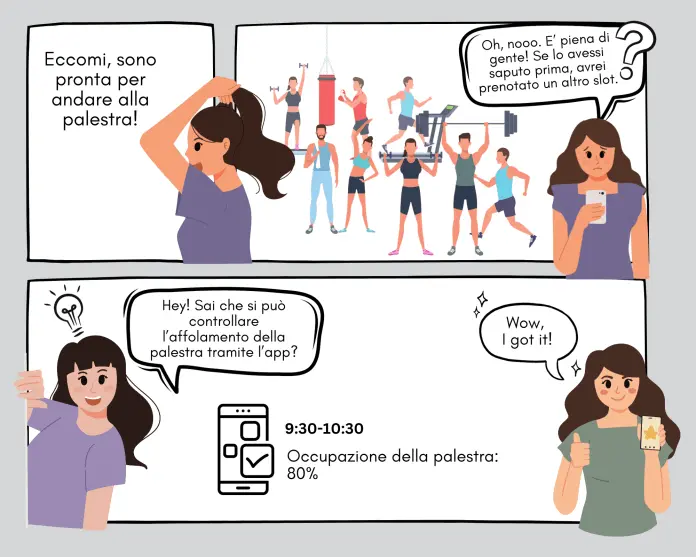 Eccomi, sono
pronta per
andare alla
palestra!
Oh, nooo. E' piena di
gente! Se lo avessi
saputo prima, avrei
prenotato un altro slot.
?
Hey! Sai che si può
controllare
l'affolamento della
palestra tramite l'app?
Wow,
I got it!
9:30-10:30
Occupazione della palestra:
80%